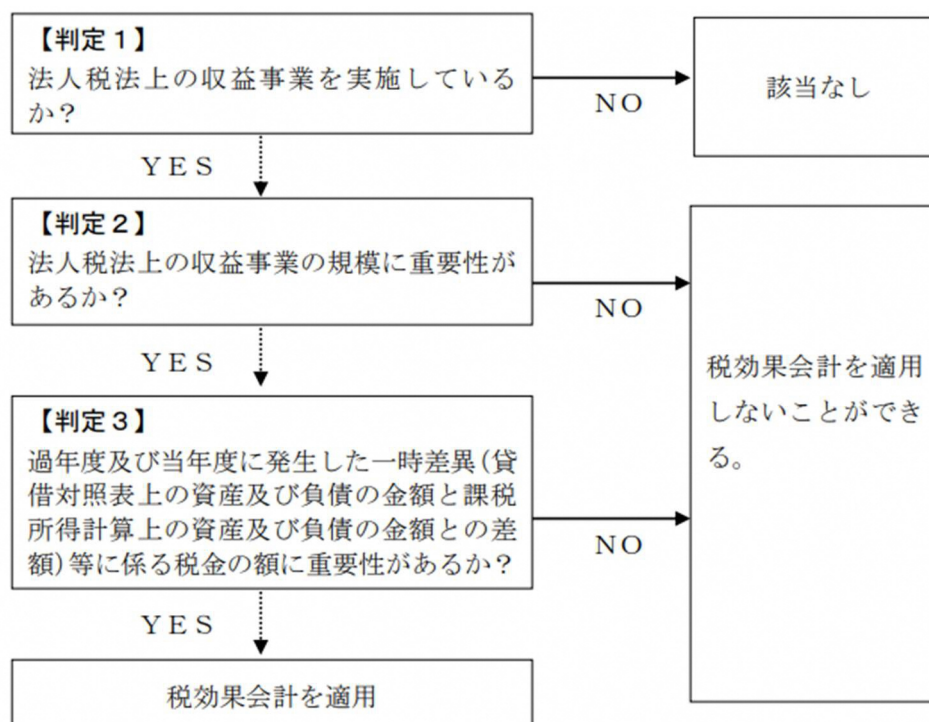 【判定１】
法人税法上の収益事業を実施している
か？
NO
該当なし
YES
【判定２】
法人税法上の収益事業の規模に重要性が
あるか？
NO
税効果会計を適用
しないことができ
る。
YES
【判定３】
過年度及び当年度に発生した一時差異(貸
借対照表上の資産及び負債の金額と課税
所得計算上の資産及び負債の金額との差
額)等に係る税金の額に重要性があるか？
NO
YES
税効果会計を適用